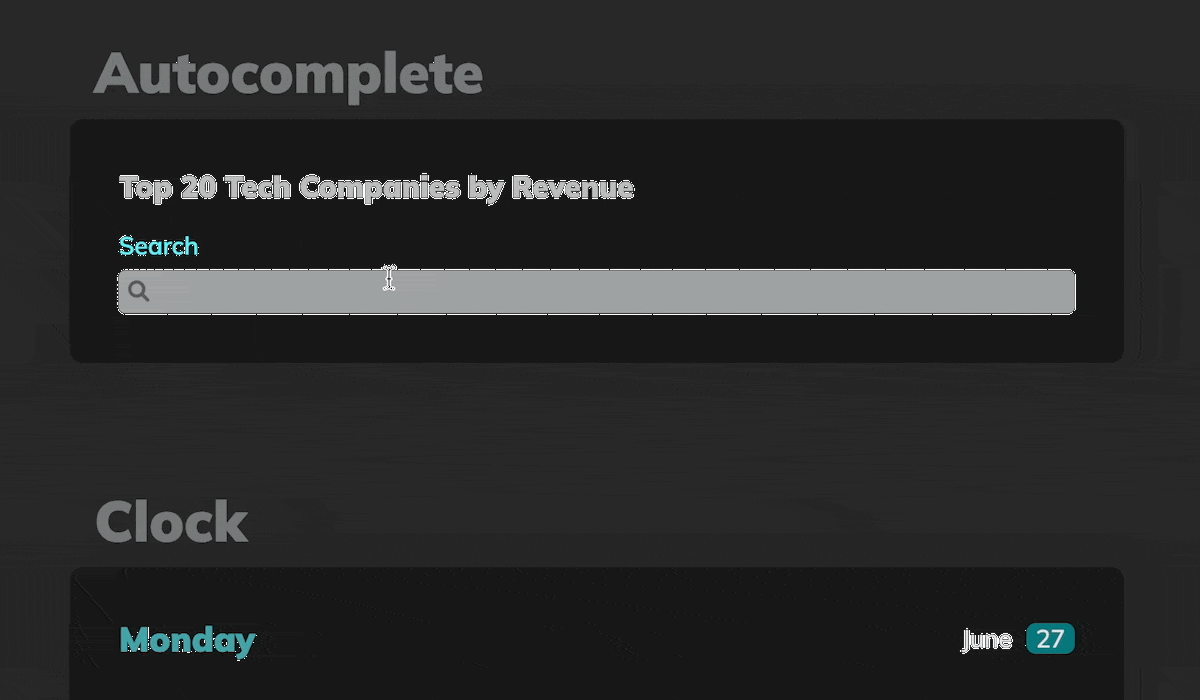 Autocomplete
Top 20 Tech Companies by Revenue
Search
Clock
Monday
June 27